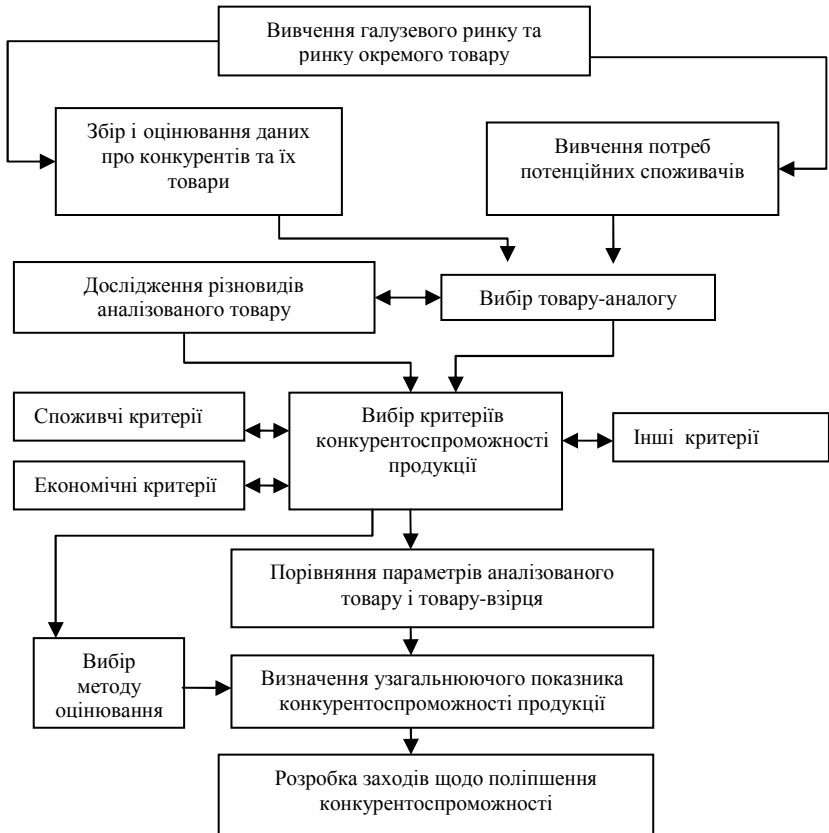 Вивчення галузевого ринку та
ринку окремого товару
Збір і оцінювання даних
про конкурентів та їх
товари
Вивчення потреб
потенційних споживачів
Дослідження різновидів
аналізованого товару
Вибір товару-аналогу
Споживчі критерії
Вибір критеріїв
конкурентоспроможності
продукції
Інші критерії
Економічні критерії
Порівняння параметрів аналізованого
товару і товару-взірця
Вибір
методу
оцінювання
Визначення узагальнюючого показника
конкурентоспроможності продукції
Розробка заходів щодо поліпшення
конкурентоспроможності